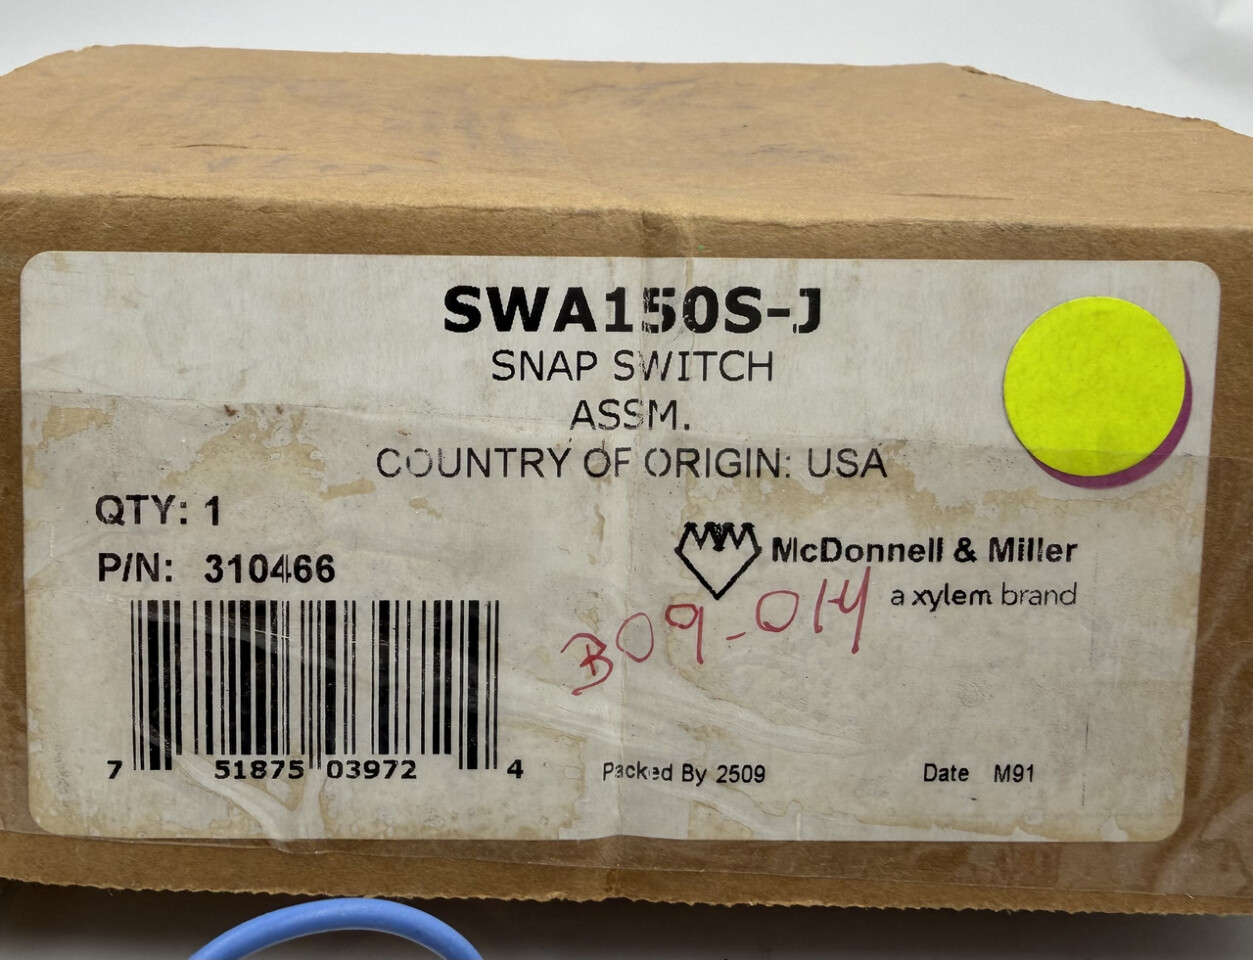 SWA150S-J
SNAP SWITCH
ASSM.
COUNTRY OF ORIGIN: USA
QTY: 1
P/N: 310466
McDonnell & Miller
a xylem brand
B09-014
7 51875 03972 4
Packed By 2509
Date M91